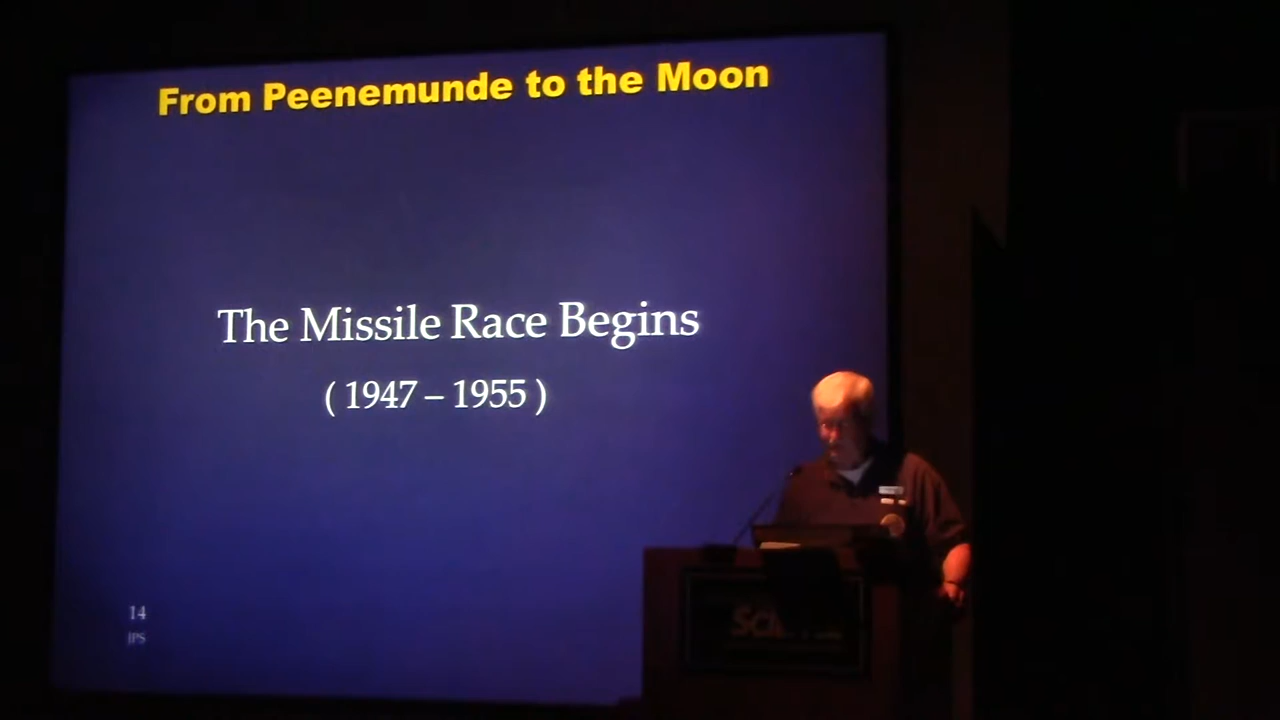 From Peenemunde to the Moon
The Missile Race Begins
( 1947 – 1955 )
14
JPS